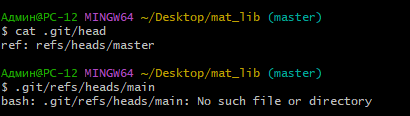 Админ@PC-12 MINGW64 ~/Desktop/mat_lib (master)
$ cat .git/head
ref: refs/heads/master
Админ@PC-12 MINGW64 ~/Desktop/mat_lib (master)
$ .git/refs/heads/main
bash: .git/refs/heads/main: No such file or directory